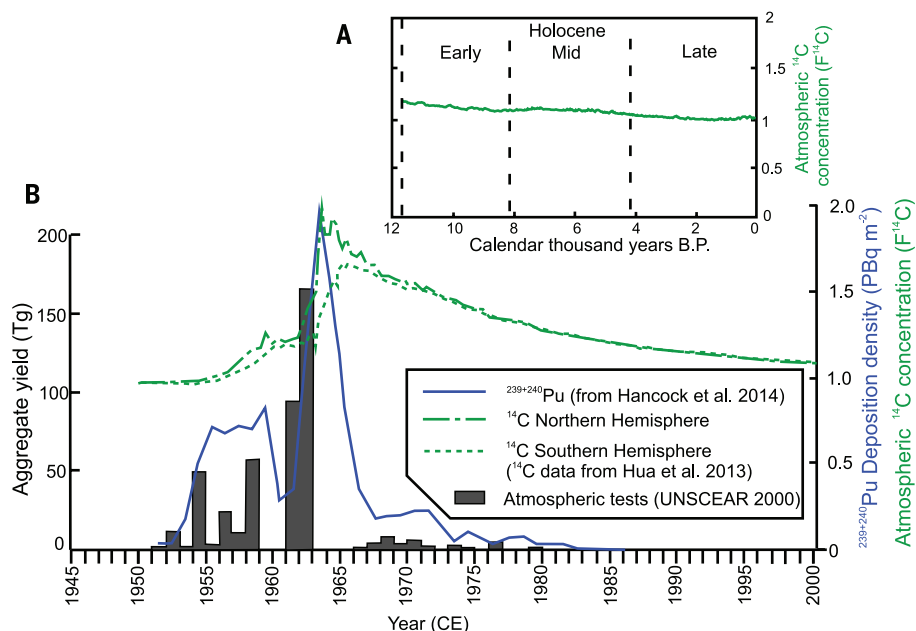 A
Holocene
Early Mid Late
2
1.5
1
0.5
0
Atmospheric ¹⁴C
concentration (F¹⁴C)
12 10 8 6 4 2 0
Calendar thousand years B.P.
B
200
150
100
50
0
Aggregate yield (Tg)
2.0
1.5
1.0
0.5
0
²³⁹⁺²⁴⁰Pu Deposition density (PBq m⁻²)
Atmospheric ¹⁴C concentration (F¹⁴C)
²³⁹⁺²⁴⁰Pu (from Hancock et al. 2014)
¹⁴C Northern Hemisphere
¹⁴C Southern Hemisphere
(¹⁴C data from Hua et al. 2013)
Atmospheric tests (UNSCEAR 2000)
1945 1950 1955 1960 1965 1970 1975 1980 1985 1990 1995 2000
Year (CE)